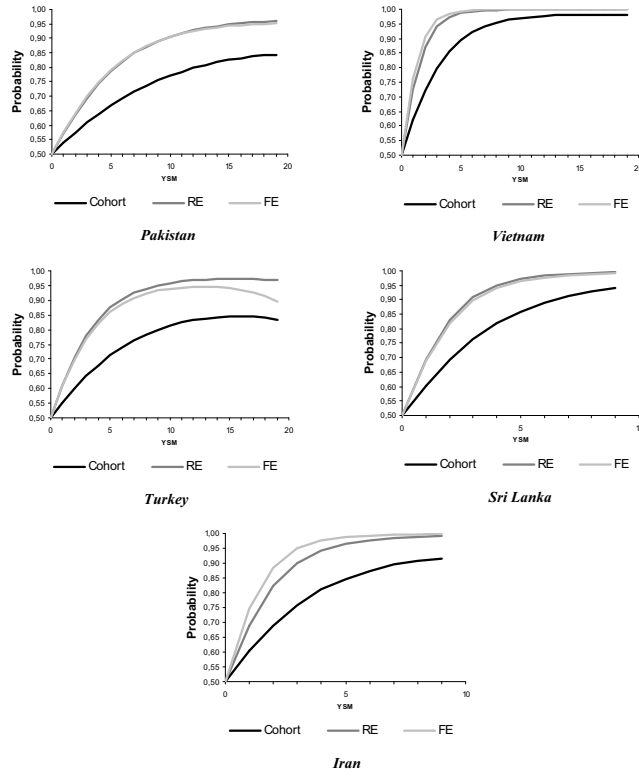 1,00
0,95
0,90
0,85
0,80
0,75
0,70
0,65
0,60
0,55
0,50
Probability
0 5 10 15 20
YSM
Cohort RE FE
Pakistan
1,00
0,95
0,90
0,85
0,80
0,75
0,70
0,65
0,60
0,55
0,50
Probability
0 5 10 15 20
YSM
Cohort RE FE
Vietnam
1,00
0,95
0,90
0,85
0,80
0,75
0,70
0,65
0,60
0,55
0,50
Probability
0 5 10 15 20
YSM
Cohort RE FE
Turkey
1,00
0,95
0,90
0,85
0,80
0,75
0,70
0,65
0,60
0,55
0,50
Probability
0 5
YSM
Cohort RE FE
Sri Lanka
1,00
0,95
0,90
0,85
0,80
0,75
0,70
0,65
0,60
0,55
0,50
Probability
0 5 10
YSM
Cohort RE FE
Iran